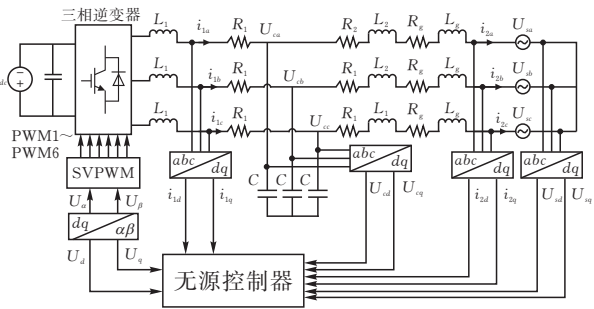 三相逆变器
L1 i1a R1 Uca R2 L2 Rg Lg i2a Usa
dc
L1 i1b R1 Ucb R1 L2 Rg Lg i2b Usb
L1 i1c R1 Ucc R1 L1 Rg Lg i2c Usc
PWM1~
PWM6
abc dq abc dq abc dq abc dq
SVPWM
C C C
i1d i1q Ucd Ucq i2d i2q Usd Usq
Uα Uβ
dq αβ
Ud Uq
无源控制器